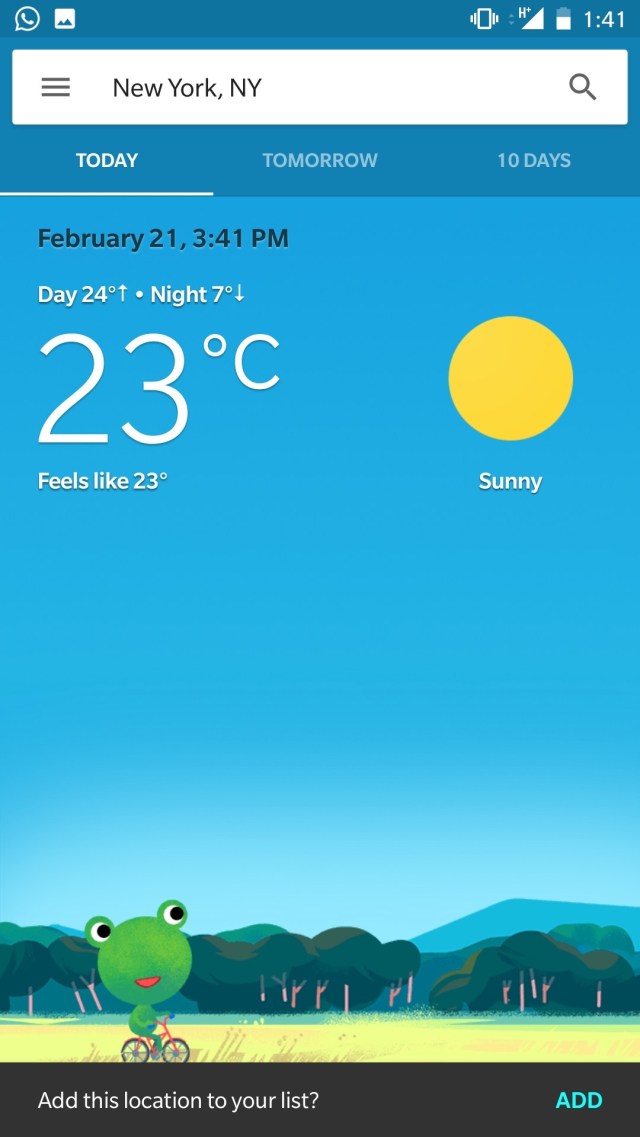 H+ 1:41
New York, NY
TODAY TOMORROW 10 DAYS
February 21, 3:41 PM
Day 24°↑ • Night 7°↓
23°C
Feels like 23°
Sunny
Add this location to your list? ADD